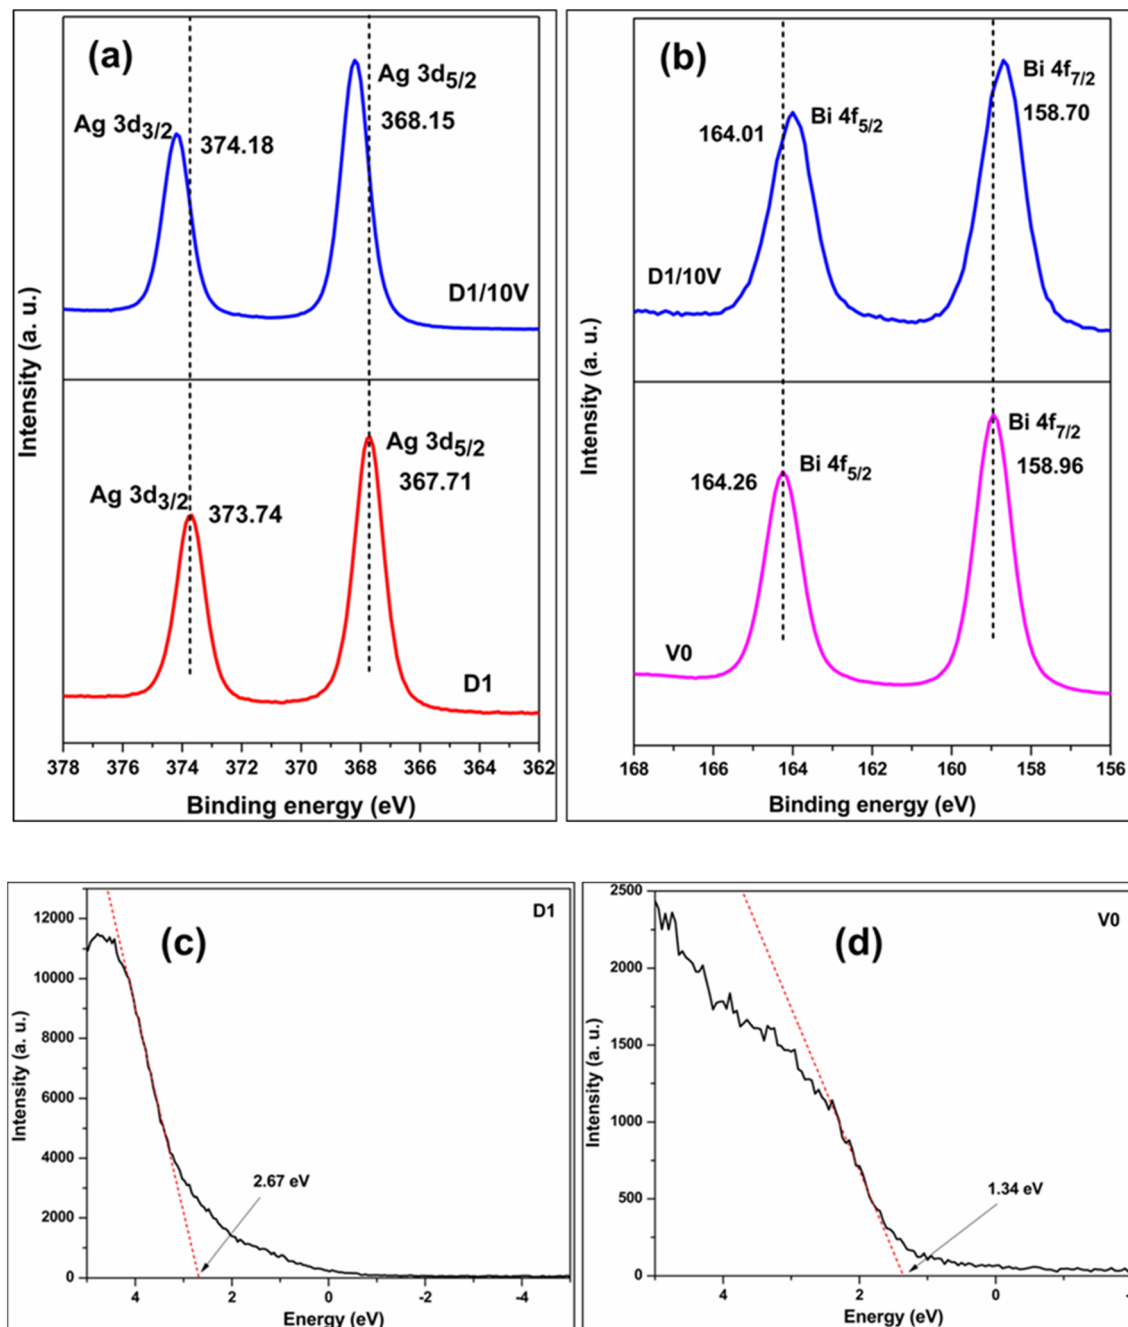 (a)
Ag 3d5/2
368.15
Ag 3d3/2
374.18
D1/10V
Ag 3d5/2
367.71
Ag 3d3/2
373.74
D1
Intensity (a. u.)
378 376 374 372 370 368 366 364 362
Binding energy (eV)
(b)
Bi 4f7/2
158.70
Bi 4f5/2
164.01
D1/10V
Bi 4f7/2
158.96
Bi 4f5/2
164.26
V0
Intensity (a. u.)
168 166 164 162 160 158 156
Binding energy (eV)
(c)
D1
12000
10000
8000
6000
4000
2000
0
2.67 eV
Intensity (a. u.)
4 2 0 -2 -4
Energy (eV)
(d)
V0
2500
2000
1500
1000
500
0
1.34 eV
Intensity (a. u.)
4 2 0
Energy (eV)